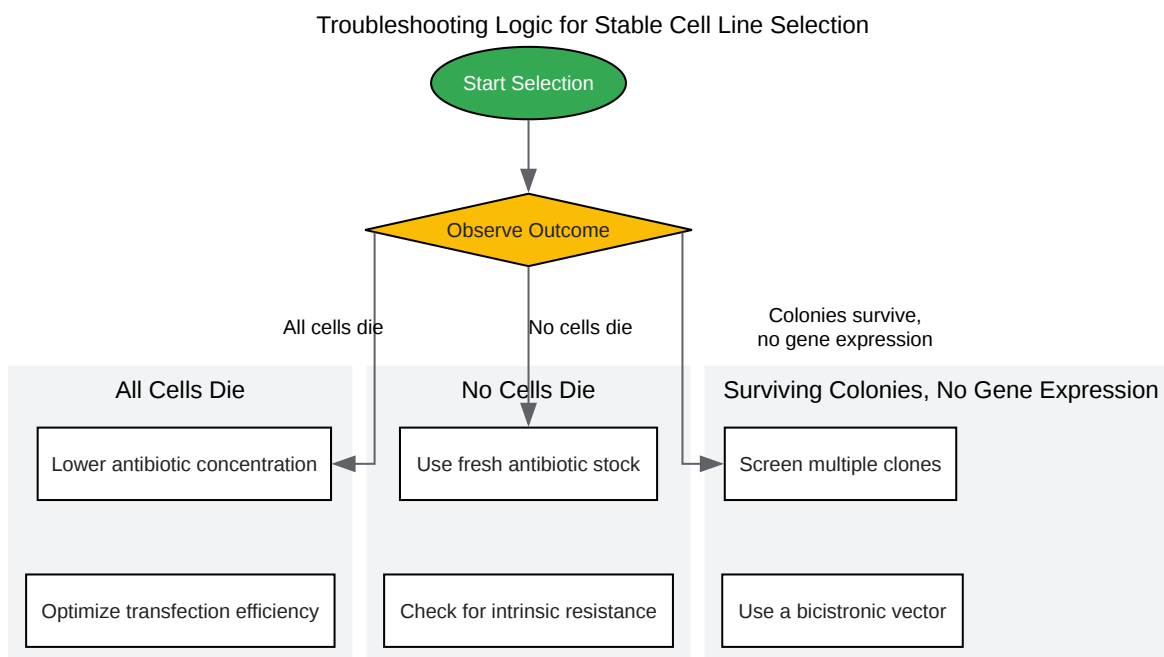 Troubleshooting Logic for Stable Cell Line Selection
Start Selection
Observe Outcome
All cells die
No cells die
Colonies survive,
no gene expression
All Cells Die
No Cells Die
Surviving Colonies, No Gene Expression
Lower antibiotic concentration
Use fresh antibiotic stock
Screen multiple clones
Optimize transfection efficiency
Check for intrinsic resistance
Use a bicistronic vector